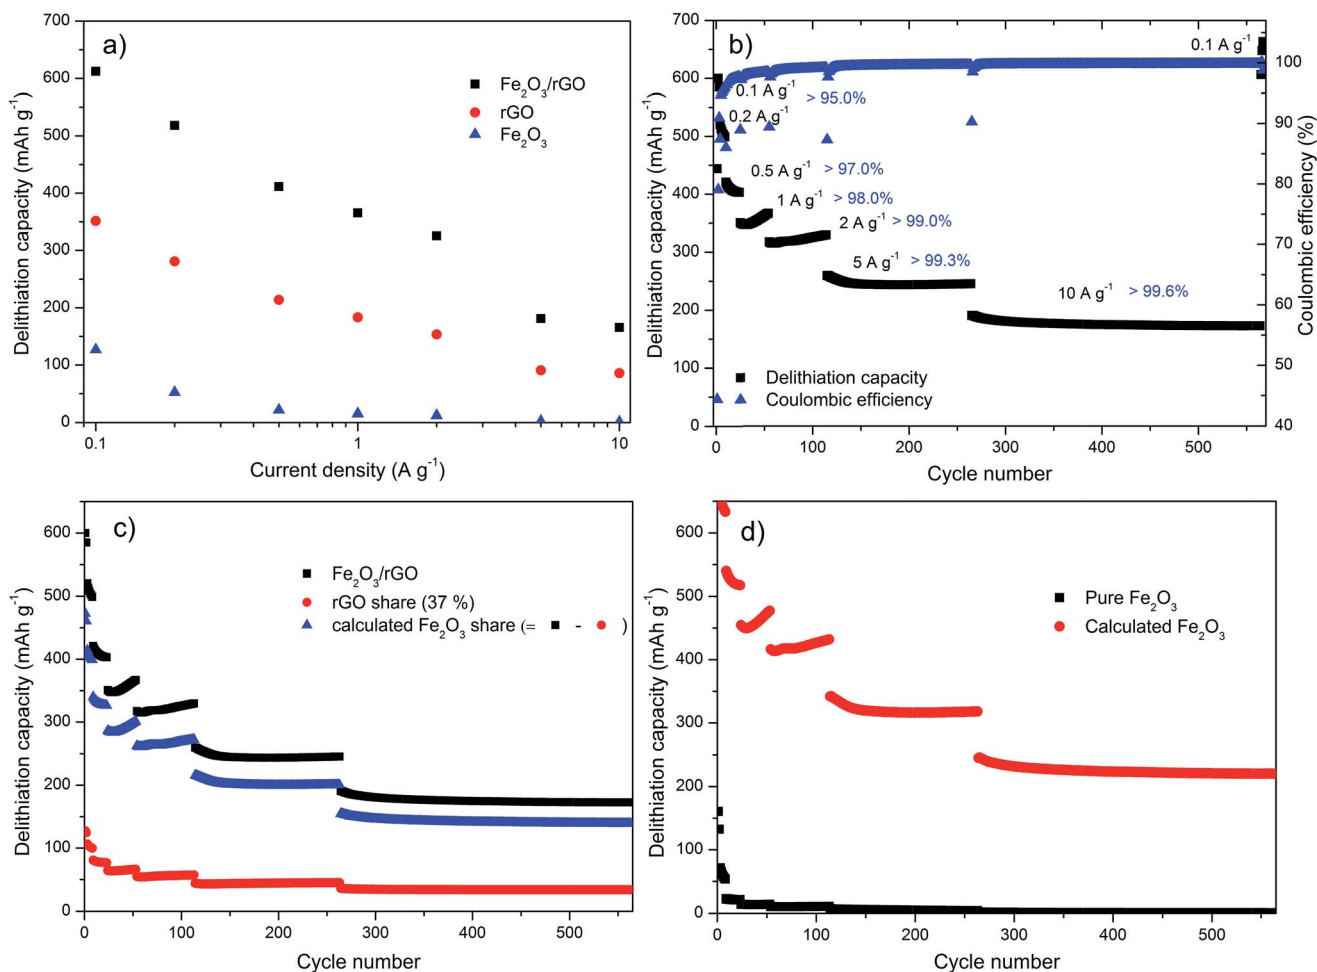 a)
700
600
500
400
300
200
100
0
Delithiation capacity (mAh g⁻¹)
Fe₂O₃/rGO
rGO
Fe₂O₃
0.1
1
10
Current density (A g⁻¹)
b)
700
600
500
400
300
200
100
0
Delithiation capacity (mAh g⁻¹)
0.1 A g⁻¹
0.1 A g⁻¹ > 95.0%
0.2 A g⁻¹
0.5 A g⁻¹ > 97.0%
1 A g⁻¹ > 98.0%
2 A g⁻¹ > 99.0%
5 A g⁻¹ > 99.3%
10 A g⁻¹ > 99.6%
Delithiation capacity
Coulombic efficiency
100
90
80
70
60
50
40
Coulombic efficiency (%)
0 100 200 300 400 500
Cycle number
c)
600
500
400
300
200
100
0
Delithiation capacity (mAh g⁻¹)
Fe₂O₃/rGO
rGO share (37 %)
calculated Fe₂O₃ share (= - )
0 100 200 300 400 500
Cycle number
d)
600
500
400
300
200
100
0
Delithiation capacity (mAh g⁻¹)
Pure Fe₂O₃
Calculated Fe₂O₃
0 100 200 300 400 500
Cycle number